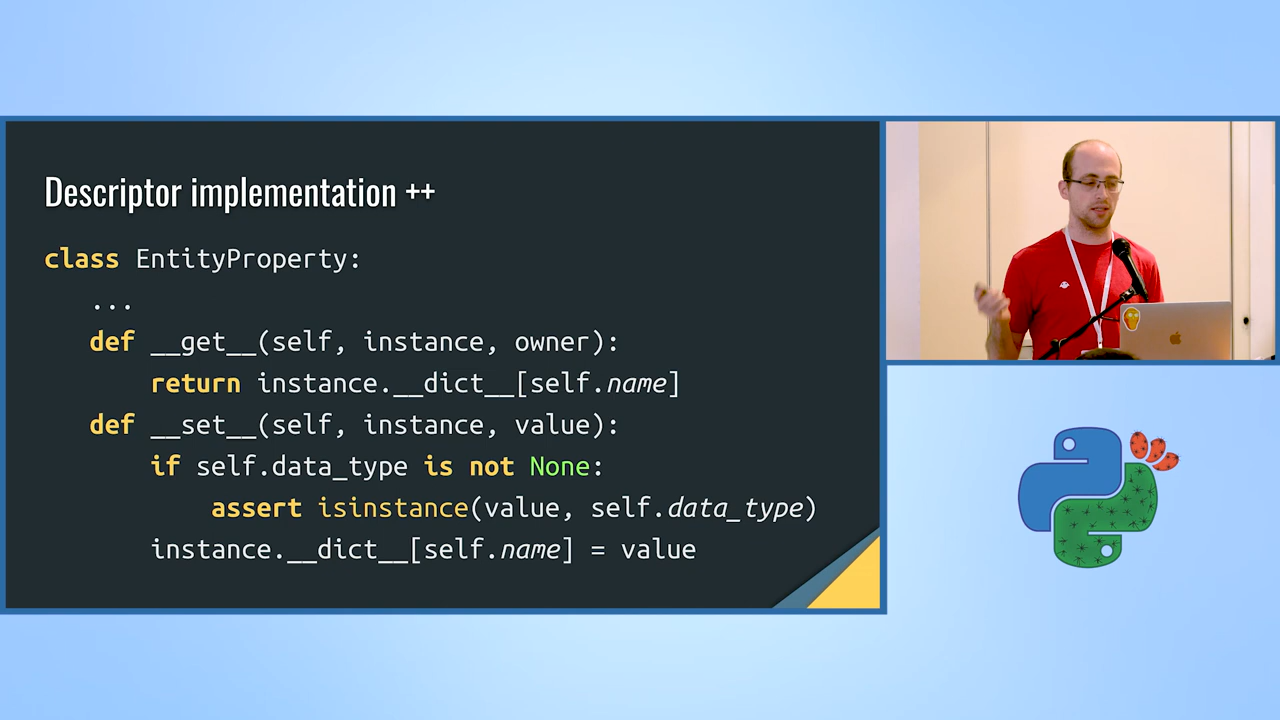 Descriptor implementation ++
class EntityProperty:
...
def __get__(self, instance, owner):
return instance.__dict__[self.name]
def __set__(self, instance, value):
if self.data_type is not None:
assert isinstance(value, self.data_type)
instance.__dict__[self.name] = value